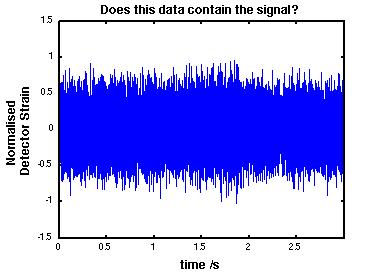 Does this data contain the signal?
1.5
1
0.5
0
-0.5
-1
-1.5
Normalised
Detector Strain
0 0.5 1 1.5 2 2.5
time /s